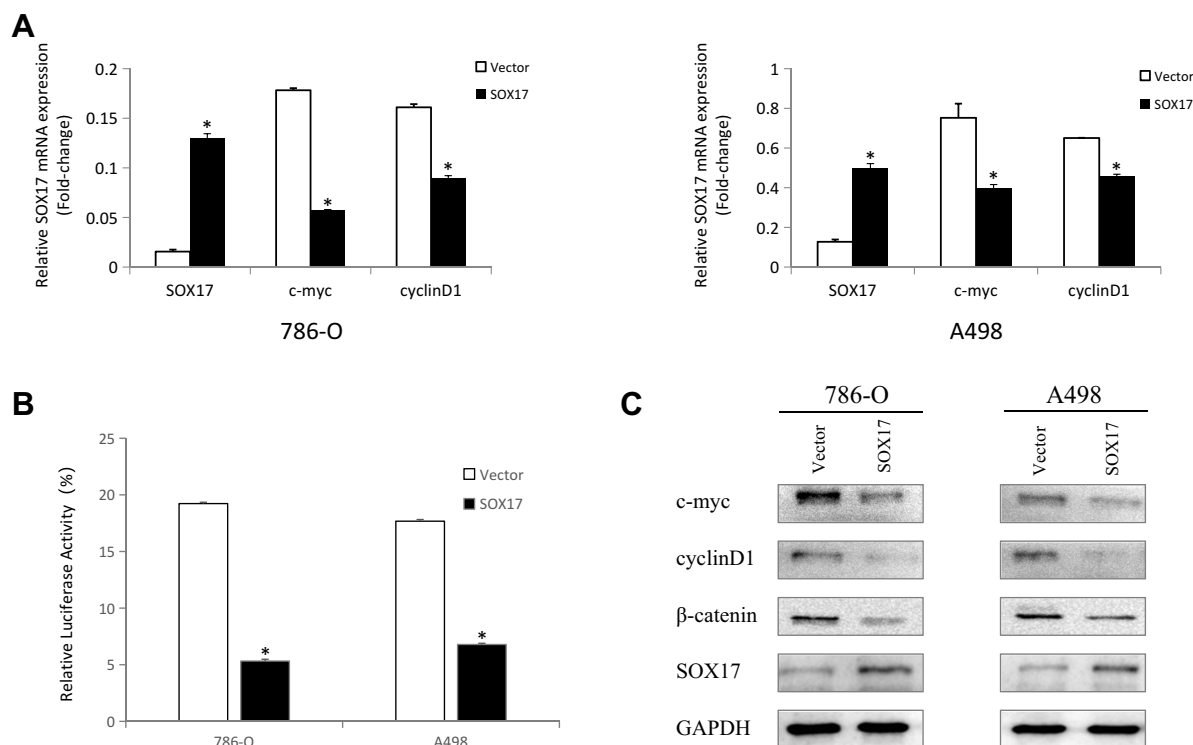 A
Relative SOX17 mRNA expression
(Fold-change)
0.2
0.15
0.1
0.05
0
Vector
SOX17
*
*
*
SOX17 c-myc cyclinD1
786-O
Relative SOX17 mRNA expression
(Fold-change)
1
0.8
0.6
0.4
0.2
0
Vector
SOX17
*
*
*
SOX17 c-myc cyclinD1
A498
B
Relative Luciferase Activity (%)
25
20
15
10
5
0
Vector
SOX17
*
*
786-O A498
C
786-O A498
Vector SOX17 Vector SOX17
c-myc
cyclinD1
β-catenin
SOX17
GAPDH